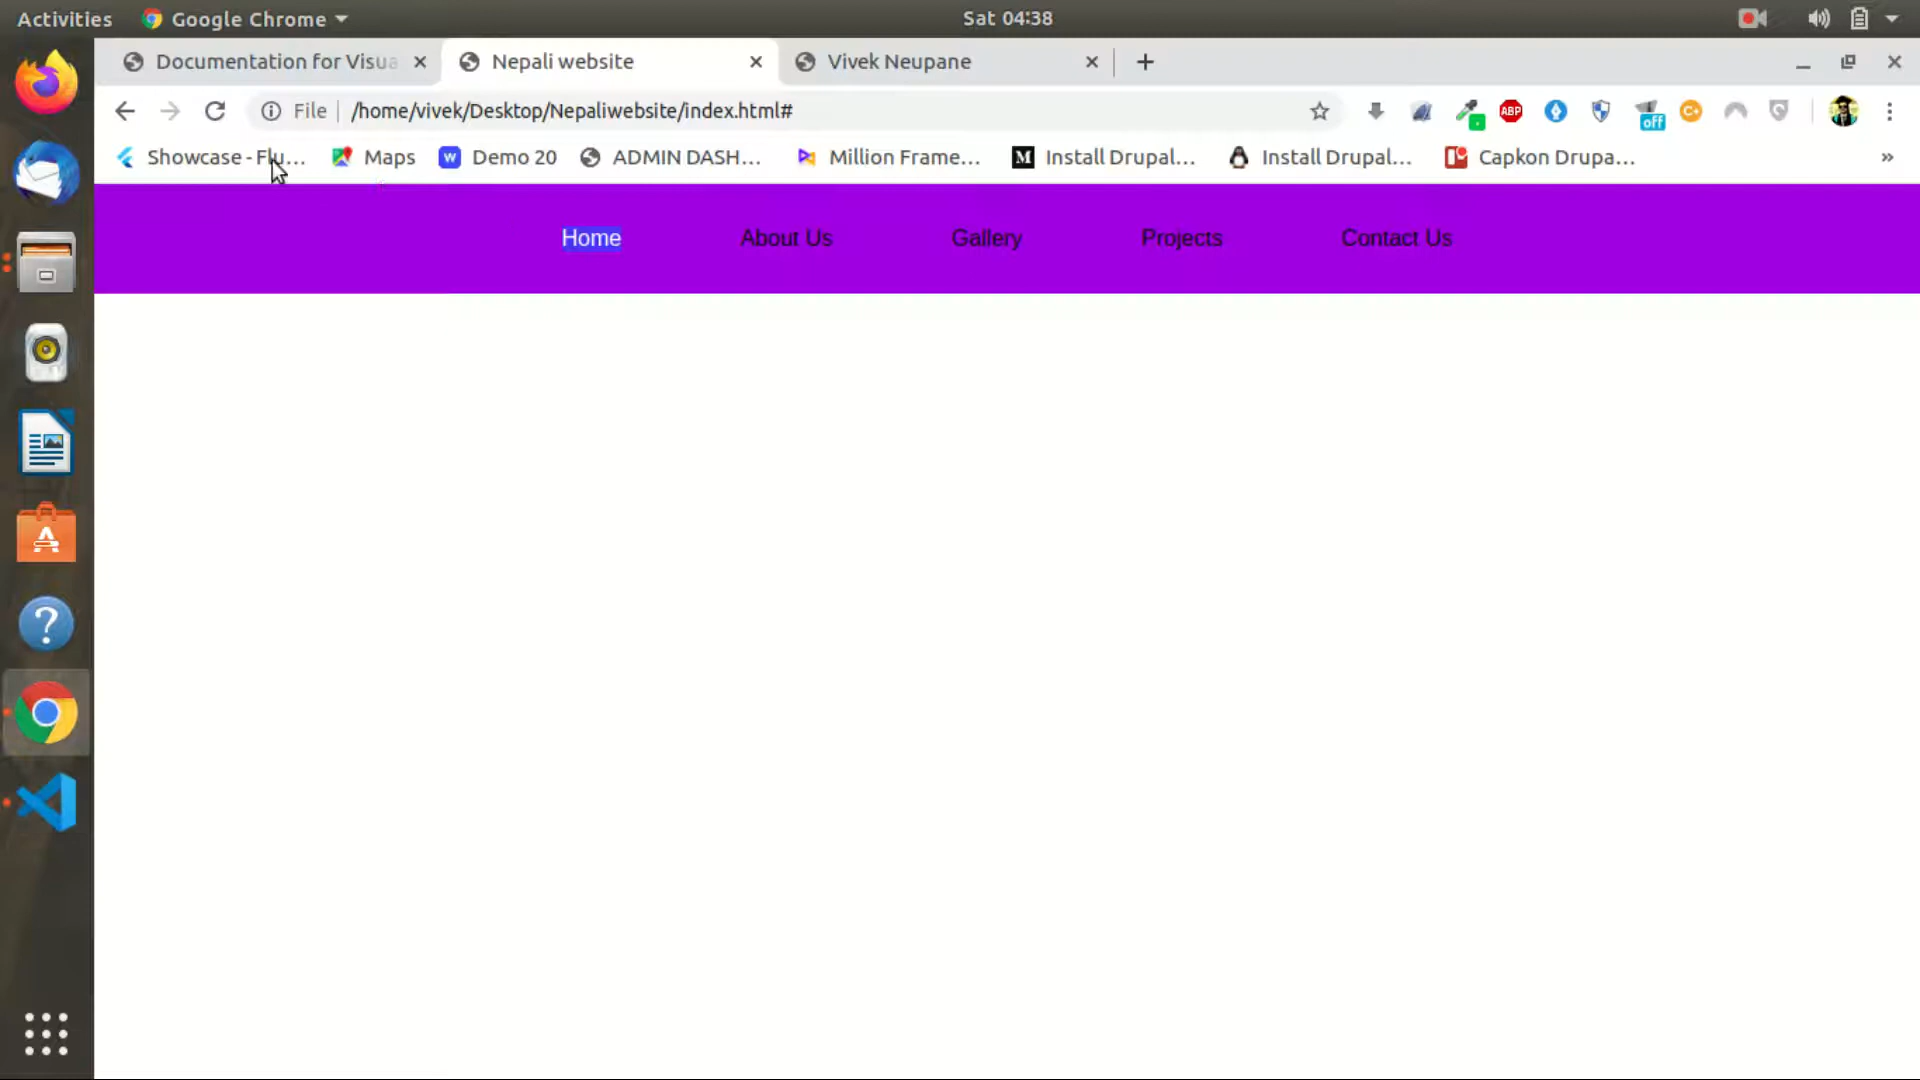 Activities Google Chrome Sat 04:38
Documentation for Visua Nepali website Vivek Neupane
File /home/vivek/Desktop/Nepaliwebsite/index.html# ABP off C+
Showcase - Flu... Maps W Demo 20 ADMIN DASH... Million Frame... M Install Drupal... Install Drupal... Capkon Drupa... »
Home About Us Gallery Projects Contact Us